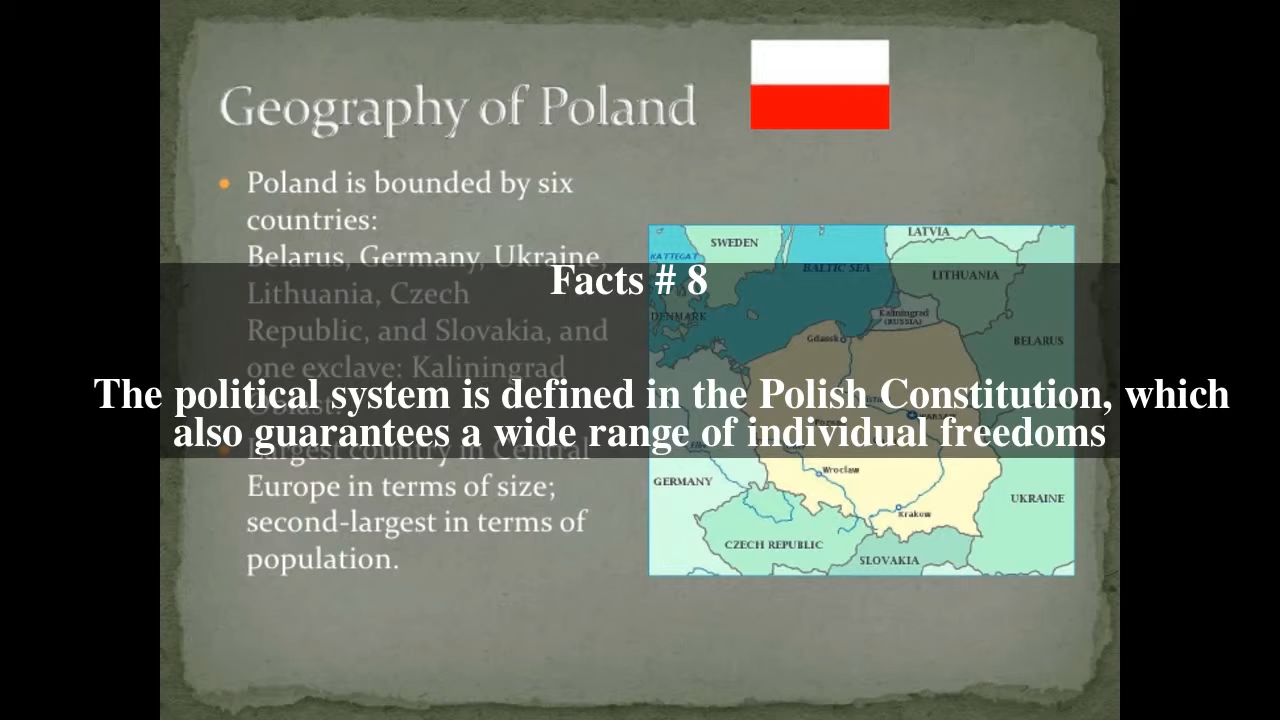 Geography of Poland
Poland is bounded by six
countries:
Belarus, Germany, Ukraine,
Lithuania, Czech
Republic, and Slovakia, and
one exclave: Kaliningrad
Oblast.
Largest country in Central
Europe in terms of size;
second-largest in terms of
population.
Facts # 8
The political system is defined in the Polish Constitution, which
also guarantees a wide range of individual freedoms
SWEDEN
LATVIA
KATTEGAT
BALTIC SEA
LITHUANIA
DENMARK
Kaliningrad
(RUSSIA)
Gdansk
BELARUS
WARSAW
Wroclaw
GERMANY
UKRAINE
Krakow
CZECH REPUBLIC
SLOVAKIA